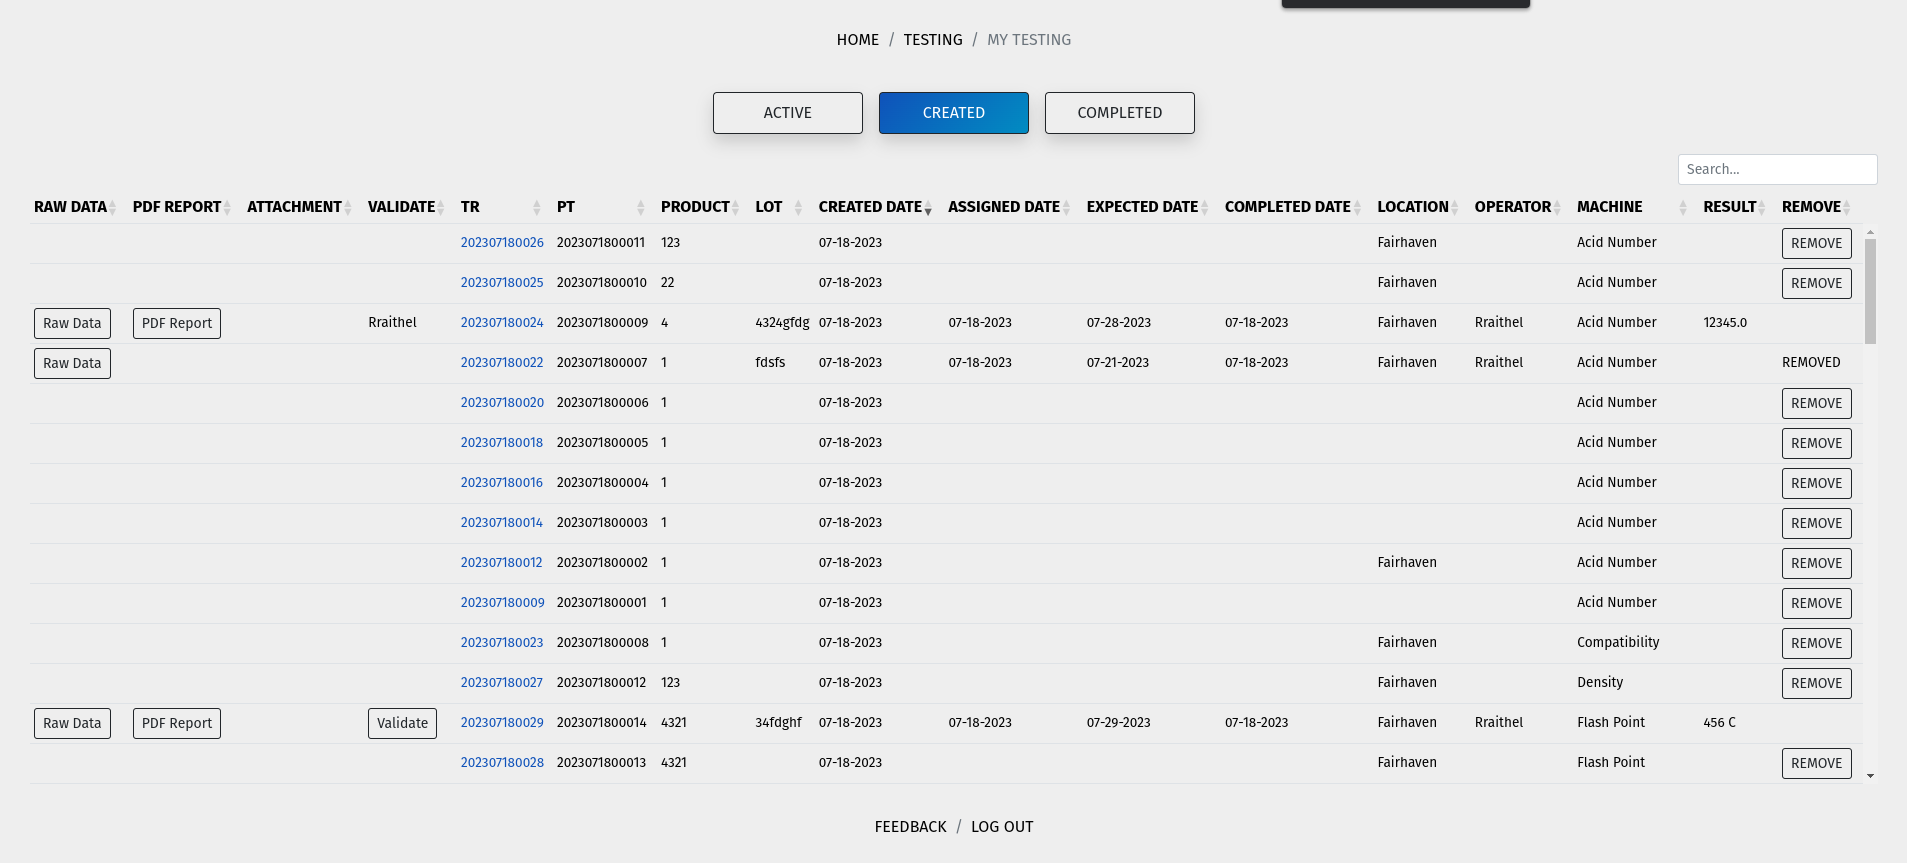 HOME / TESTING / MY TESTING
ACTIVE CREATED COMPLETED
Search...
RAW DATA PDF REPORT ATTACHMENT VALIDATE TR PT PRODUCT LOT CREATED DATE ASSIGNED DATE EXPECTED DATE COMPLETED DATE LOCATION OPERATOR MACHINE RESULT REMOVE
202307180026 2023071800011 123 07-18-2023 Fairhaven Acid Number REMOVE
202307180025 2023071800010 22 07-18-2023 Fairhaven Acid Number REMOVE
Raw Data PDF Report Rraithel 202307180024 2023071800009 4 4324gfdg 07-18-2023 07-18-2023 07-28-2023 07-18-2023 Fairhaven Rraithel Acid Number 12345.0
Raw Data 202307180022 2023071800007 1 fdsfs 07-18-2023 07-18-2023 07-21-2023 07-18-2023 Fairhaven Rraithel Acid Number REMOVED
202307180020 2023071800006 1 07-18-2023 Acid Number REMOVE
202307180018 2023071800005 1 07-18-2023 Acid Number REMOVE
202307180016 2023071800004 1 07-18-2023 Acid Number REMOVE
202307180014 2023071800003 1 07-18-2023 Acid Number REMOVE
202307180012 2023071800002 1 07-18-2023 Fairhaven Acid Number REMOVE
202307180009 2023071800001 1 07-18-2023 Acid Number REMOVE
202307180023 2023071800008 1 07-18-2023 Fairhaven Compatibility REMOVE
202307180027 2023071800012 123 07-18-2023 Fairhaven Density REMOVE
Raw Data PDF Report Validate 202307180029 2023071800014 4321 34fdghf 07-18-2023 07-18-2023 07-29-2023 07-18-2023 Fairhaven Rraithel Flash Point 456 C
202307180028 2023071800013 4321 07-18-2023 Fairhaven Flash Point REMOVE
FEEDBACK / LOG OUT